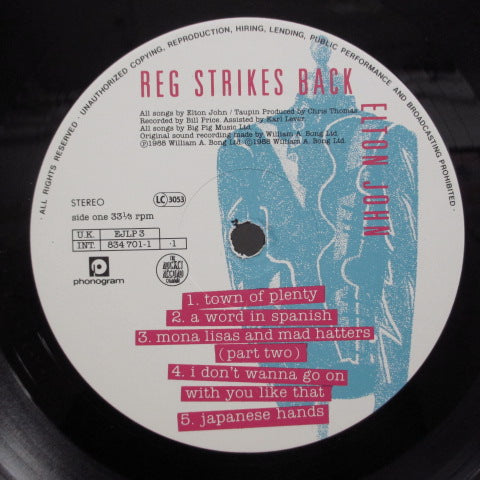 · ALL RIGHTS RESERVED · UNAUTHORIZED COPYING, REPRODUCTION, HIRING, LENDING, PUBLIC PERFORMANCE AND BROADCASTING PROHIBITED ·
REG STRIKES BACK
ELTON JOHN
All songs by Elton John / Taupin Produced by Chris Thomas.
Recorded by Bill Price. Assisted by Karl Lever.
All songs by Big Pig Music Ltd.
Original sound recording made by William A. Bong Ltd.
℗1988 William A. Bong Ltd. ©1988 William A. Bong Ltd.
STEREO
LC 3053
side one 33⅓ rpm
U.K. EJLP 3
INT. 834 701-1 ·1
phonogram
THE ROCKET RECORD COMPANY
1. town of plenty
2. a word in spanish
3. mona lisas and mad hatters
(part two)
4. i don't wanna go on
with you like that
5. japanese hands